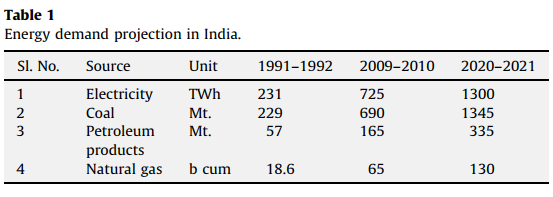 Table 1
Energy demand projection in India.
Sl. No. Source Unit 1991–1992 2009–2010 2020–2021
1 Electricity TWh 231 725 1300
2 Coal Mt. 229 690 1345
3 Petroleum Mt. 57 165 335
products
4 Natural gas b cum 18.6 65 130